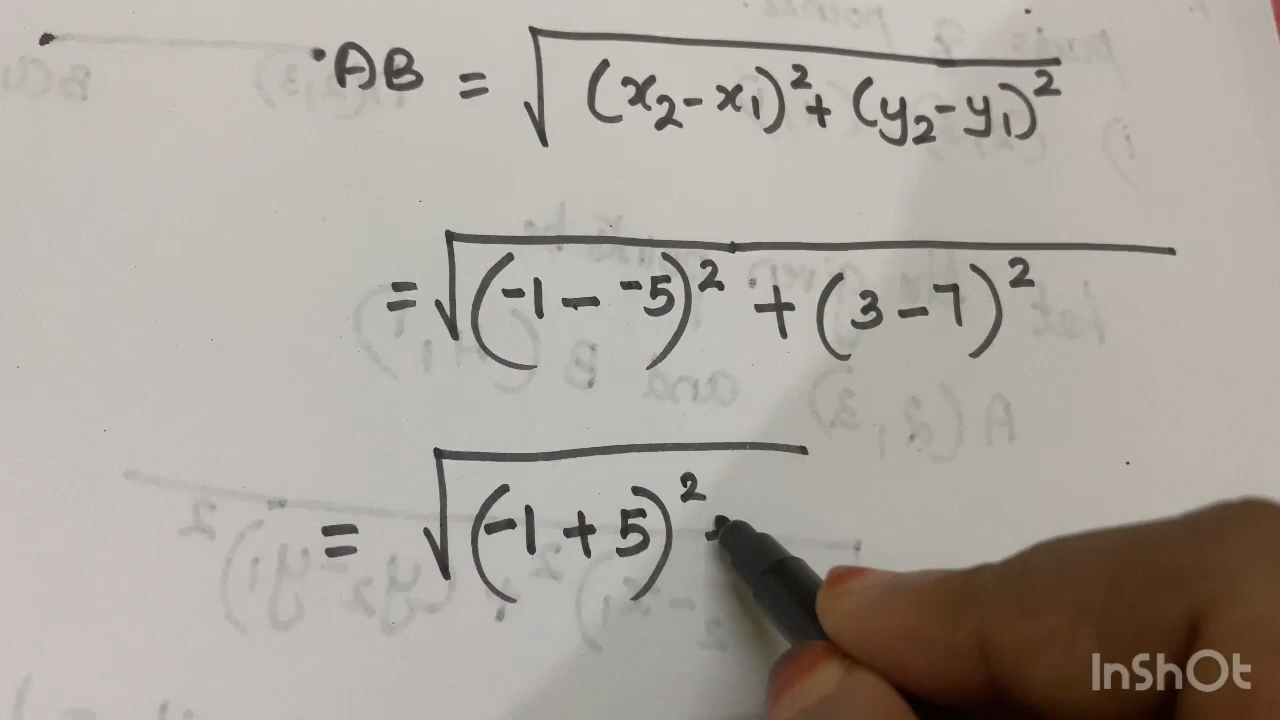 AB = √(x₂-x₁)² + (y₂-y₁)²
= √(-1 - -5)² + (3-7)²
= √(-1+5)²
InShOt